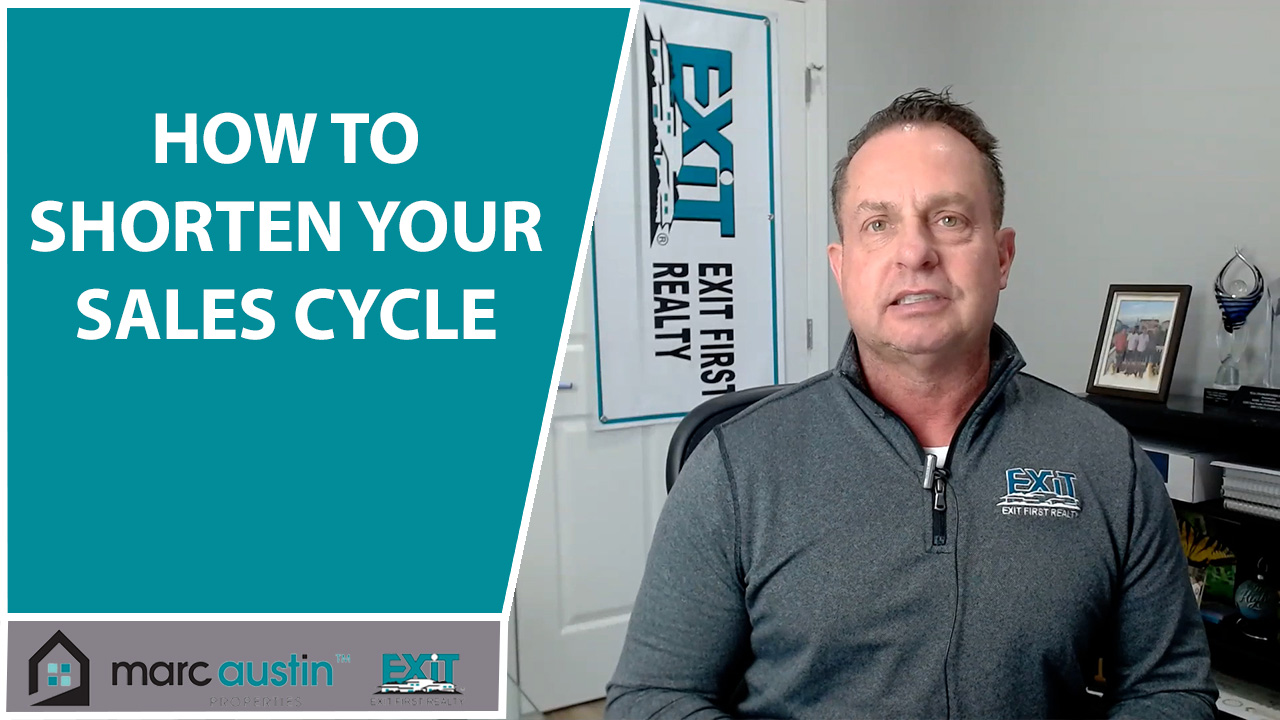 HOW TO
SHORTEN YOUR
SALES CYCLE
marc austin™
PROPERTIES
EXiT
EXIT FIRST REALTY
EXiT
®
EXIT FIRST
REALTY
EXiT
EXIT FIRST REALTY